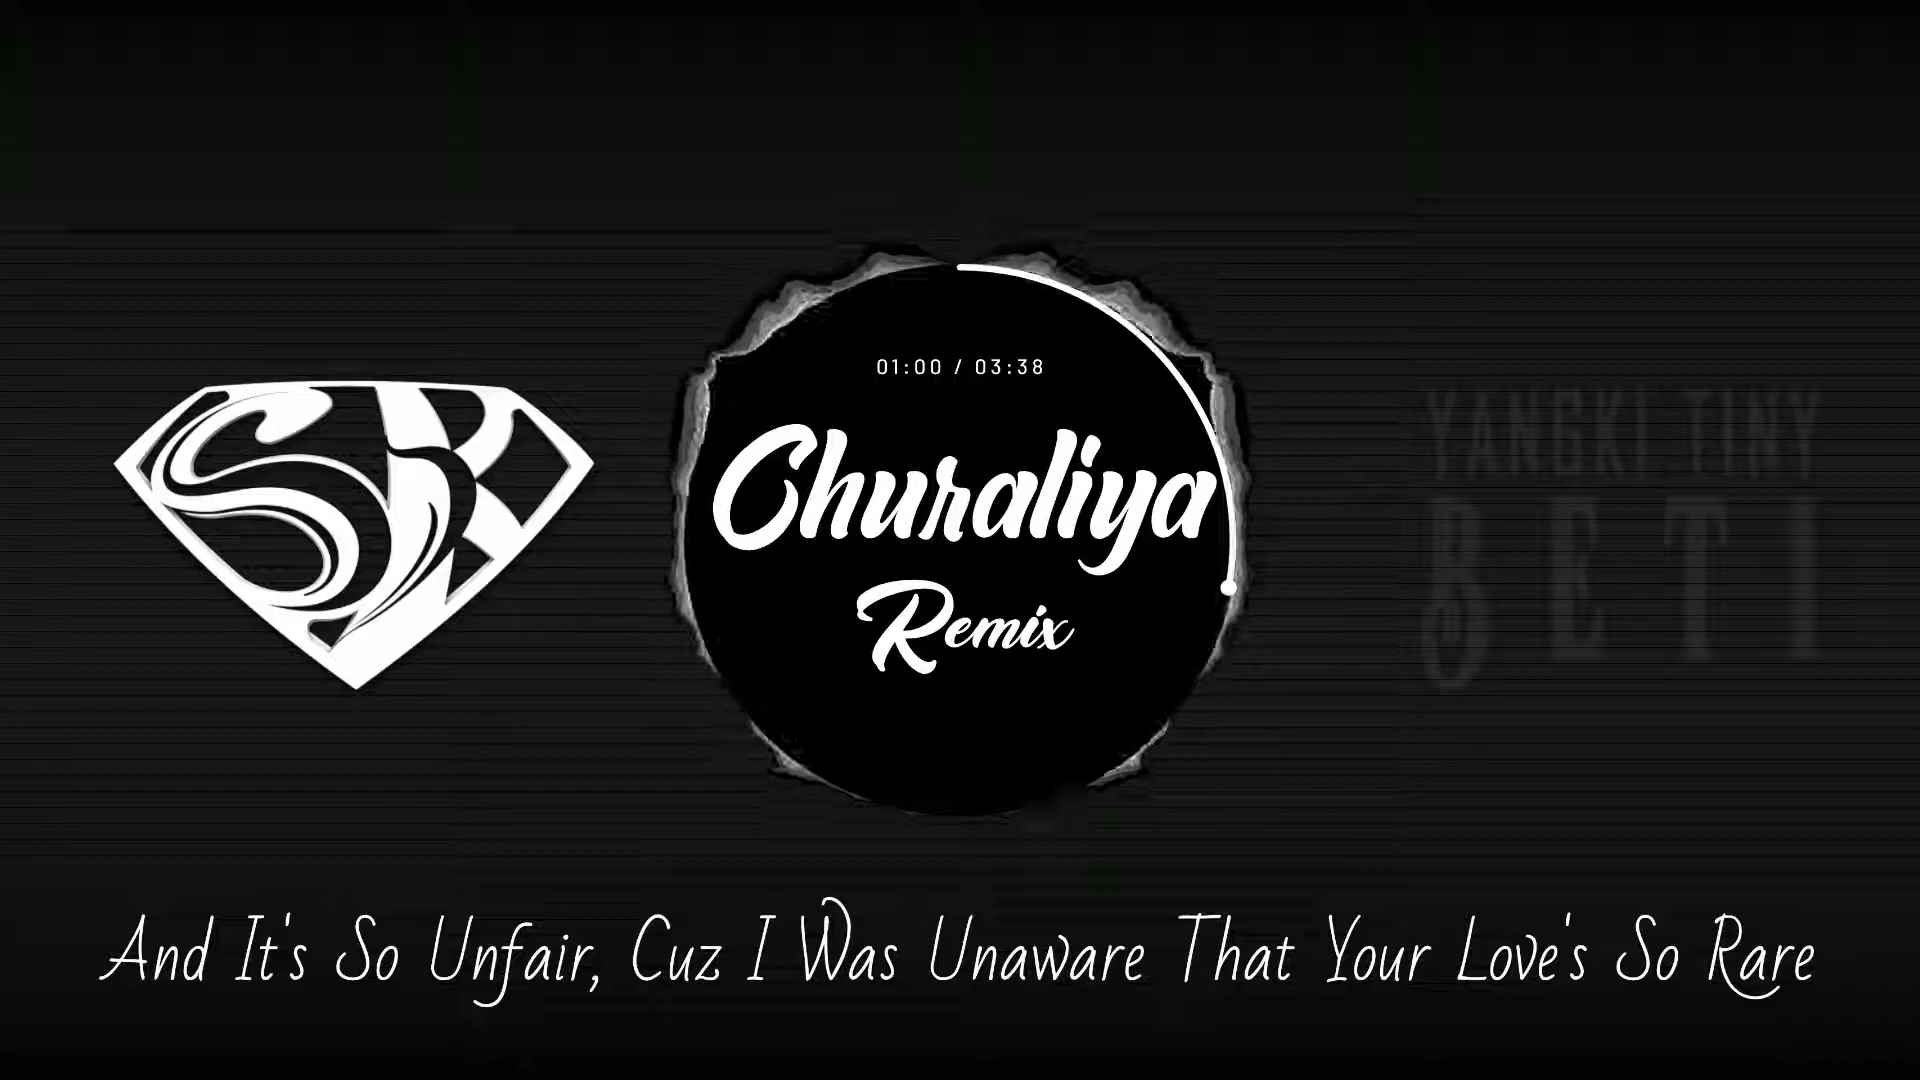 01:00 / 03:38
Churaliya
Remix
SK
YANGKI TINY
BETI
And It's So Unfair, Cuz I Was Unaware That Your Love's So Rare